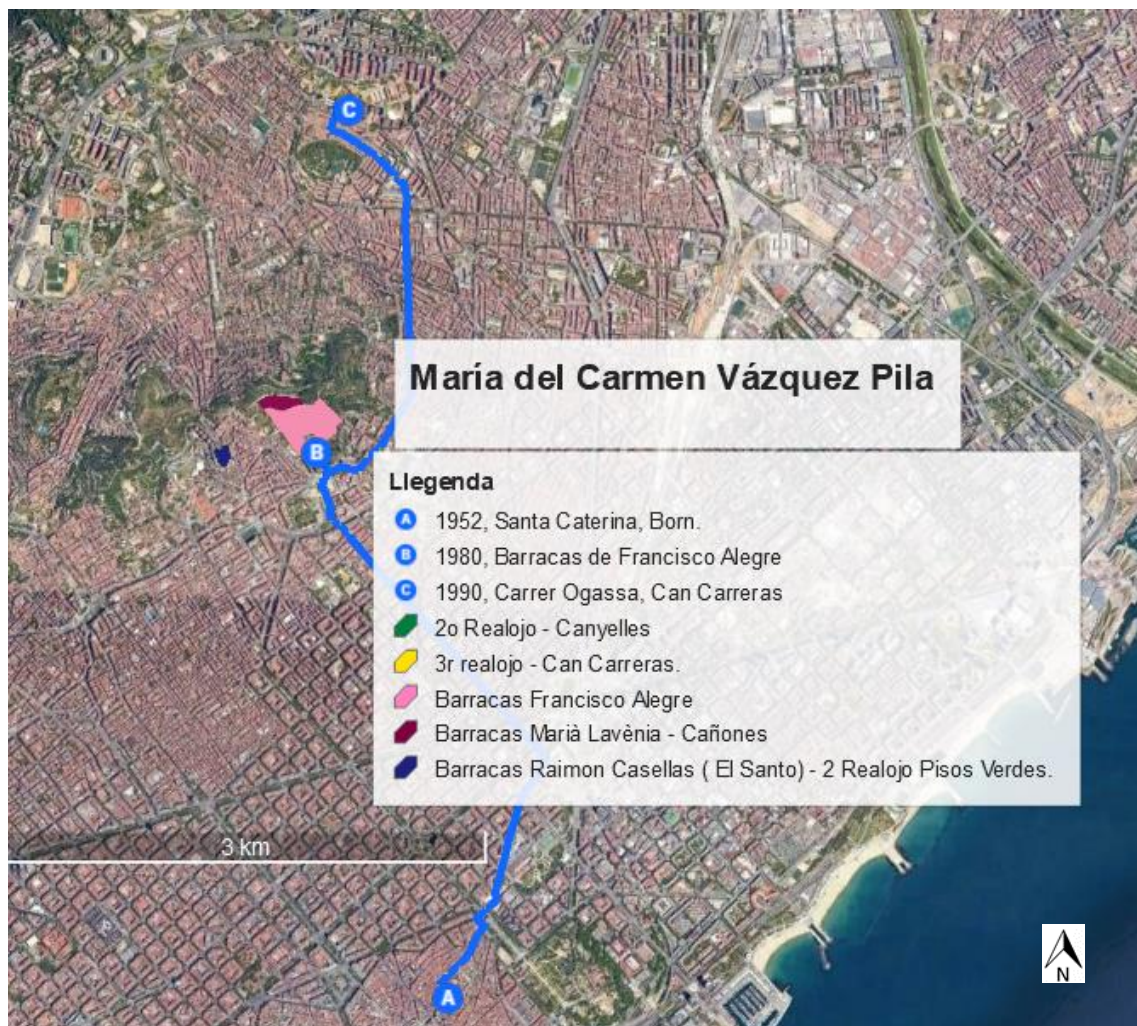 C
María del Carmen Vázquez Pila
B
Llegenda
A 1952, Santa Caterina, Born.
B 1980, Barracas de Francisco Alegre
C 1990, Carrer Ogassa, Can Carreras
2o Realojo - Canyelles
3r realojo - Can Carreras.
Barracas Francisco Alegre
Barracas Marià Lavèrnia - Cañones
Barracas Raimon Casellas ( El Santo) - 2 Realojo Pisos Verdes.
3 km
N
A